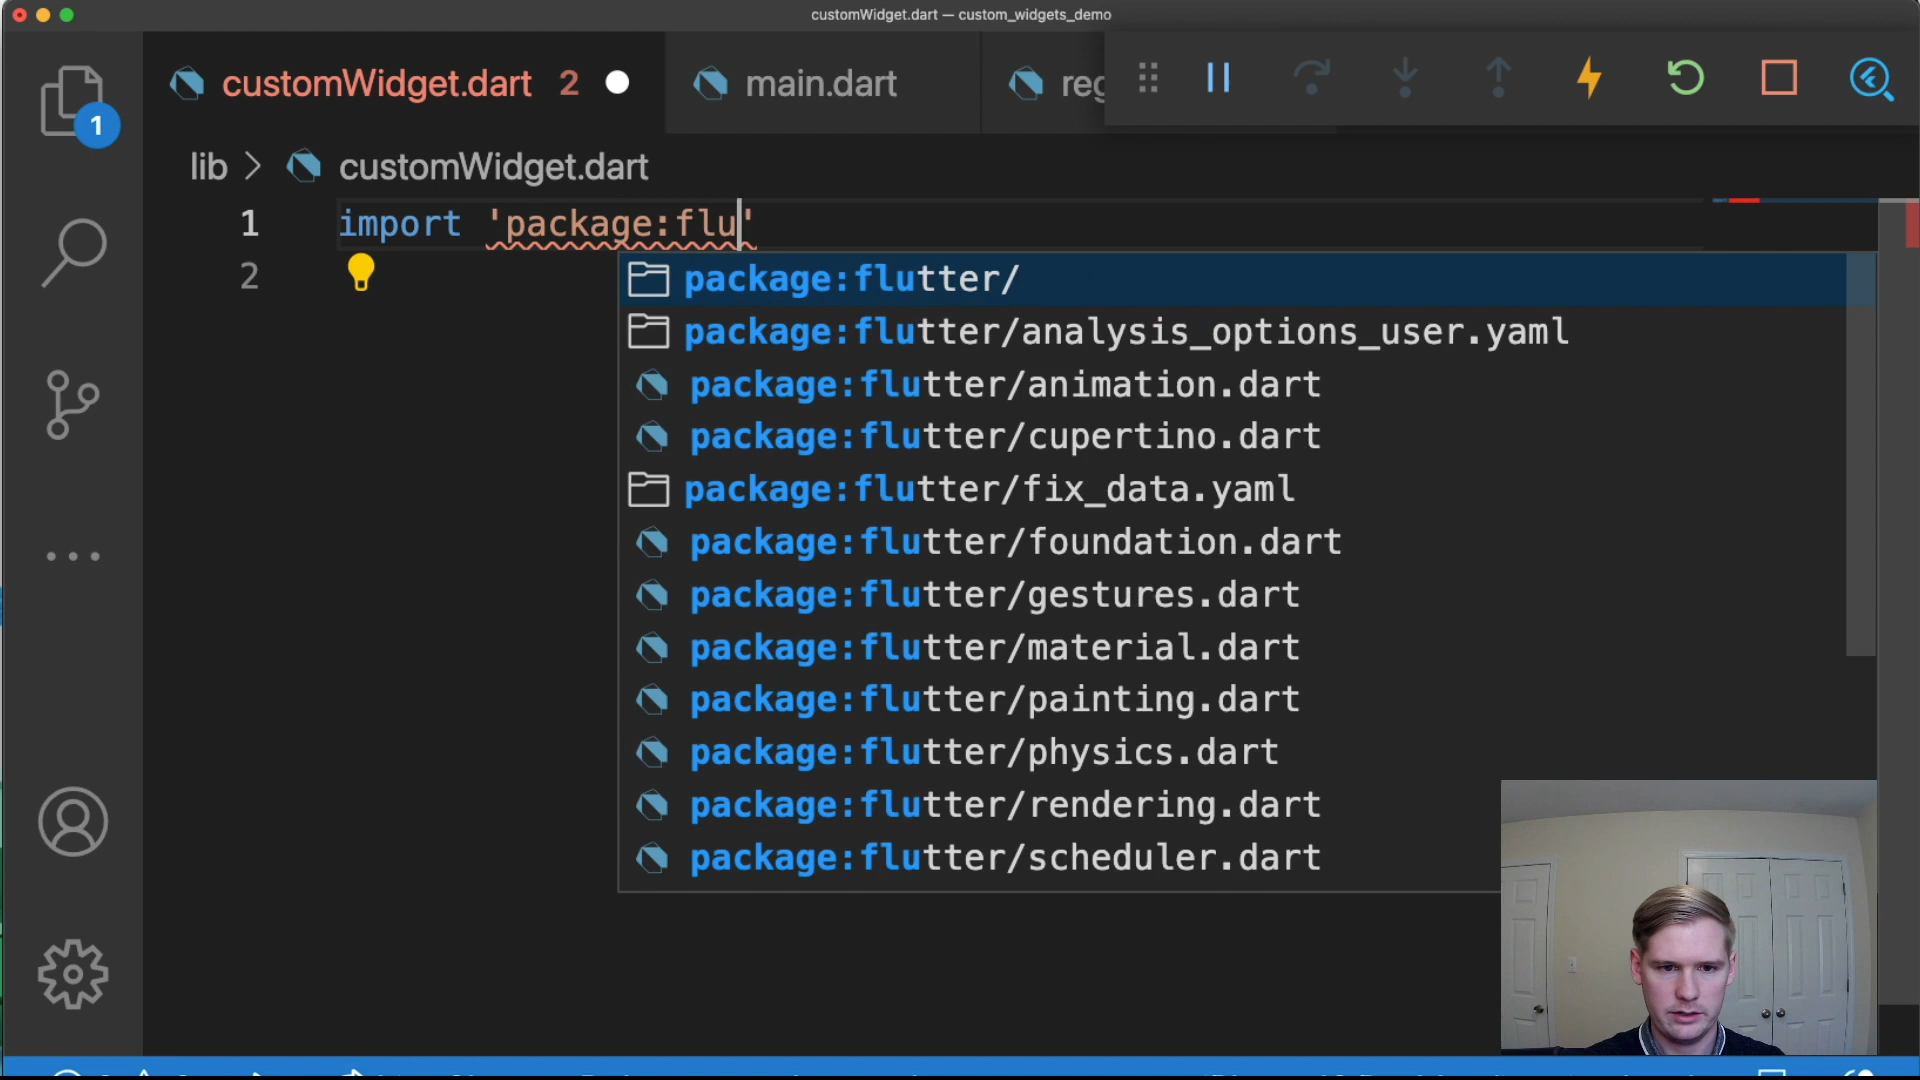 customWidget.dart — custom_widgets_demo
customWidget.dart 2
main.dart
reg
1
lib > customWidget.dart
1 import 'package:flu'
2
package:flutter/
package:flutter/analysis_options_user.yaml
package:flutter/animation.dart
package:flutter/cupertino.dart
package:flutter/fix_data.yaml
package:flutter/foundation.dart
package:flutter/gestures.dart
package:flutter/material.dart
package:flutter/painting.dart
package:flutter/physics.dart
package:flutter/rendering.dart
package:flutter/scheduler.dart